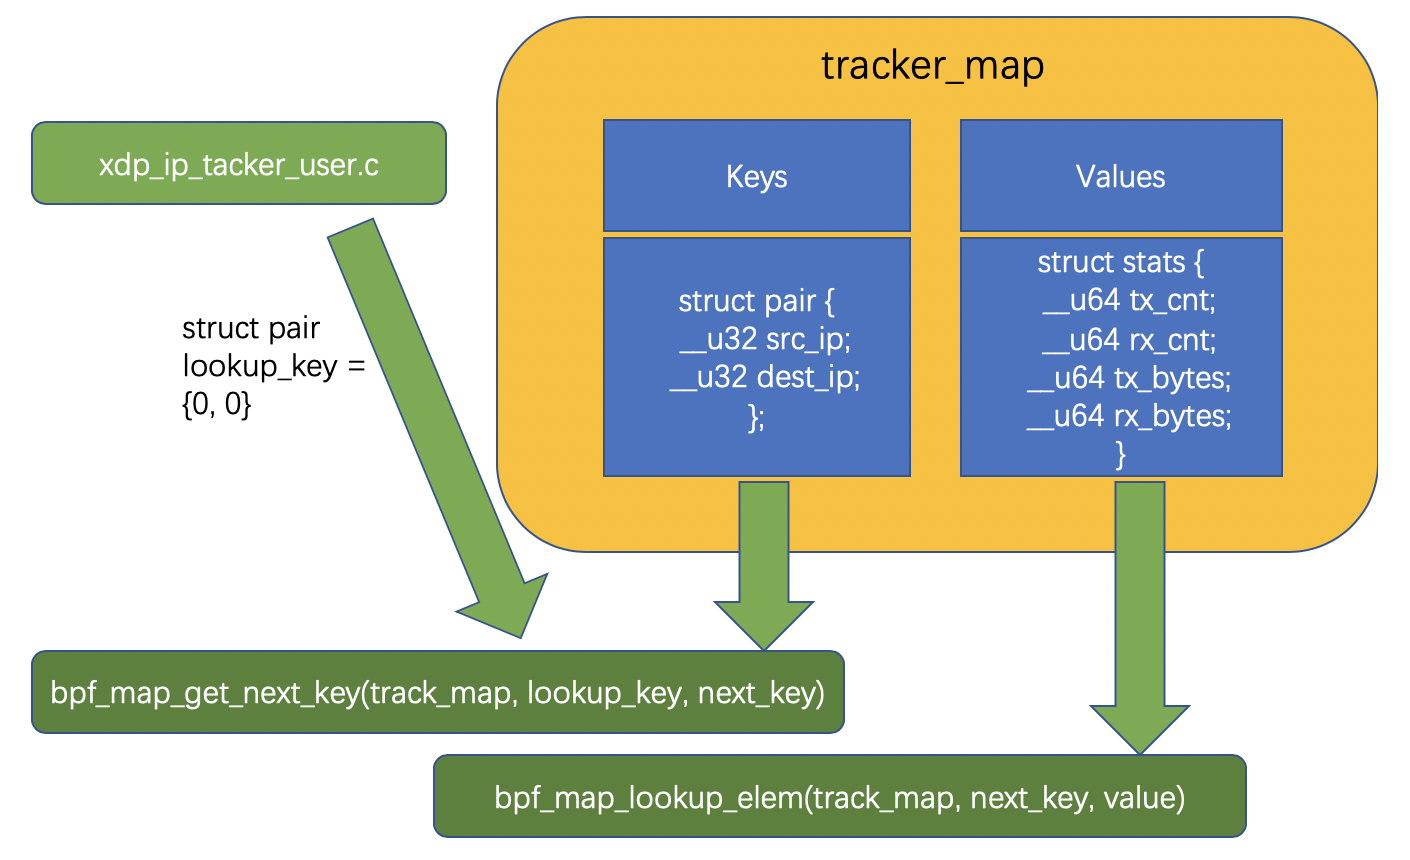 tracker_map
xdp_ip_tacker_user.c
Keys
Values
struct pair {
__u32 src_ip;
__u32 dest_ip;
};
struct stats {
__u64 tx_cnt;
__u64 rx_cnt;
__u64 tx_bytes;
__u64 rx_bytes;
}
struct pair
lookup_key =
{0, 0}
bpf_map_get_next_key(track_map, lookup_key, next_key)
bpf_map_lookup_elem(track_map, next_key, value)